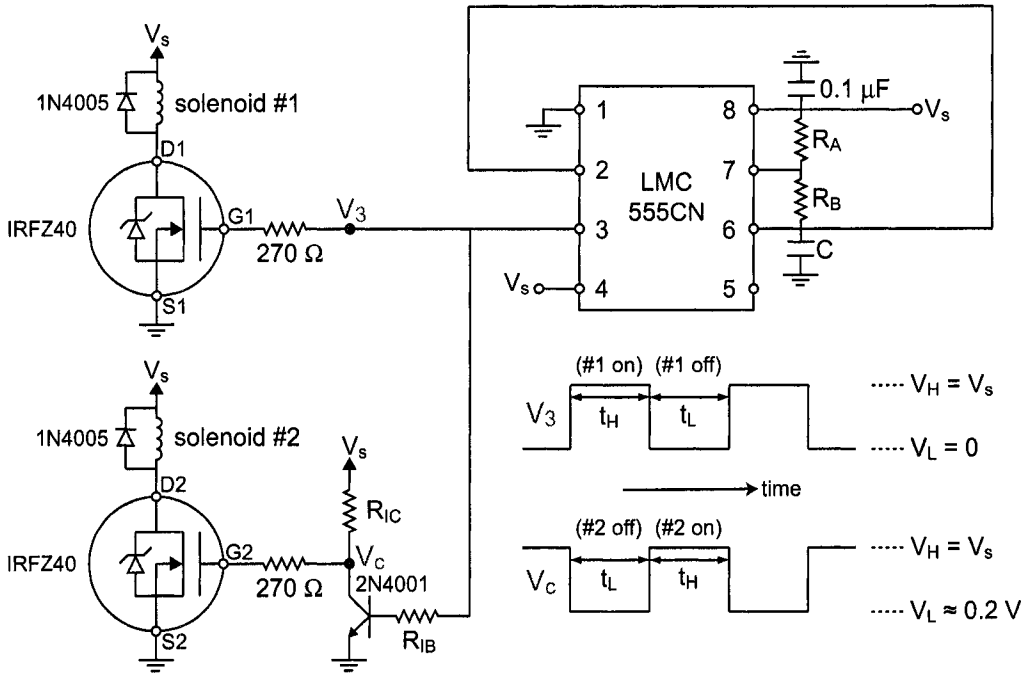 Vs
1N4005
solenoid #1
D1
IRFZ40
G1
270 Ω
V3
S1
1
2
3
4
8
7
6
5
LMC
555CN
0.1 μF
Vs
RA
RB
C
Vs
Vs
1N4005
solenoid #2
D2
IRFZ40
G2
270 Ω
S2
Vs
RIC
VC
2N4001
RIB
(#1 on) (#1 off)
V3
tH
tL
VH = Vs
VL = 0
time
(#2 off) (#2 on)
VC
tL
tH
VH = Vs
VL ≈ 0.2 V